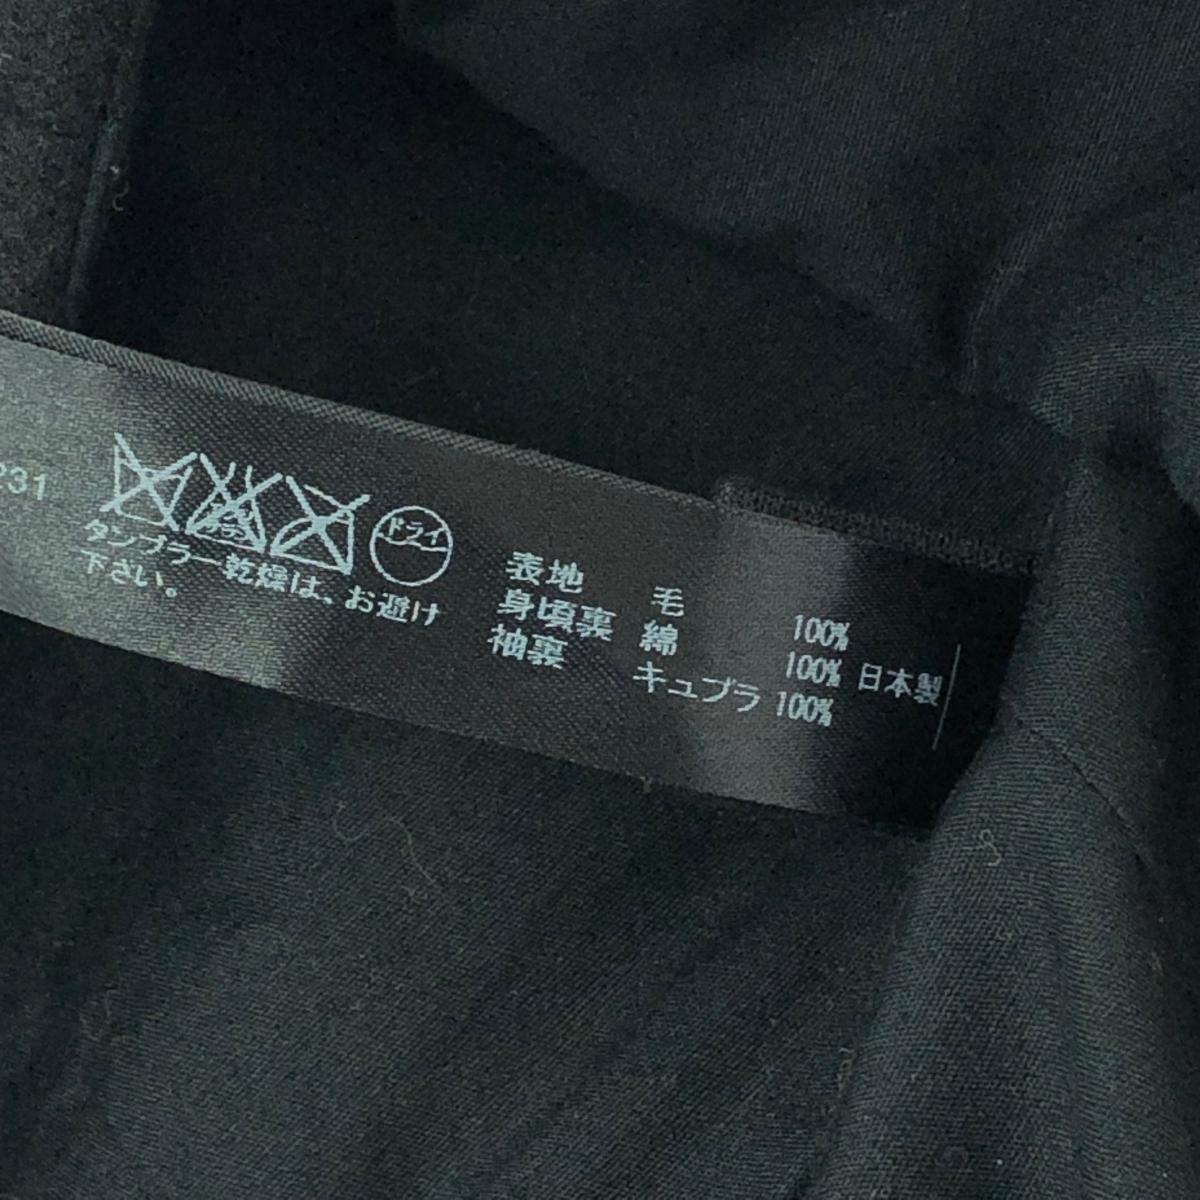 231
ドライ
タンブラー乾燥は、お避け
下さい。
表地 毛 100%
身頃裏 綿 100%
袖裏 キュプラ 100%
日本製